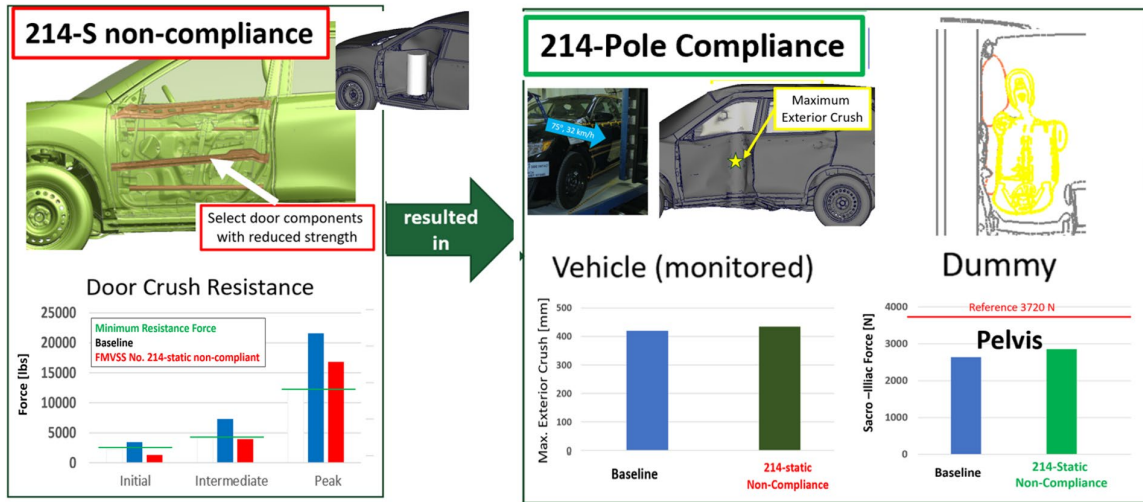 214-S non-compliance
Select door components
with reduced strength
Door Crush Resistance
Force [lbs]
25000
20000
15000
10000
5000
0
Minimum Resistance Force
Baseline
FMVSS No. 214-static non-compliant
Initial
Intermediate
Peak
resulted
in
214-Pole Compliance
75°, 32 km/h
Maximum
Exterior Crush
Vehicle (monitored)
Max. Exterior Crush [mm]
500
400
300
200
100
0
Baseline
214-static
Non-Compliance
Dummy
Sacro –Illiac Force [N]
4000
3000
2000
1000
0
Reference 3720 N
Pelvis
Baseline
214-Static
Non-Compliance